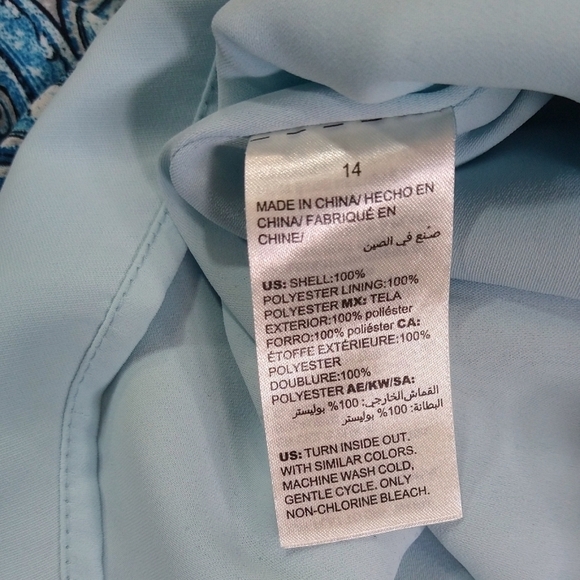 14
MADE IN CHINA/ HECHO EN
CHINA/ FABRIQUÉ EN
CHINE/
صُنع في الصين
US: SHELL:100%
POLYESTER LINING:100%
POLYESTER MX: TELA
EXTERIOR:100% poliéster
FORRO:100% poliéster CA:
ÉTOFFE EXTÉRIEURE:100%
POLYESTER
DOUBLURE:100%
POLYESTER AE/KW/SA:
القماش الخارجي: 100% بوليستر
البطانة: 100% بوليستر
US: TURN INSIDE OUT.
WITH SIMILAR COLORS.
MACHINE WASH COLD,
GENTLE CYCLE. ONLY
NON-CHLORINE BLEACH.